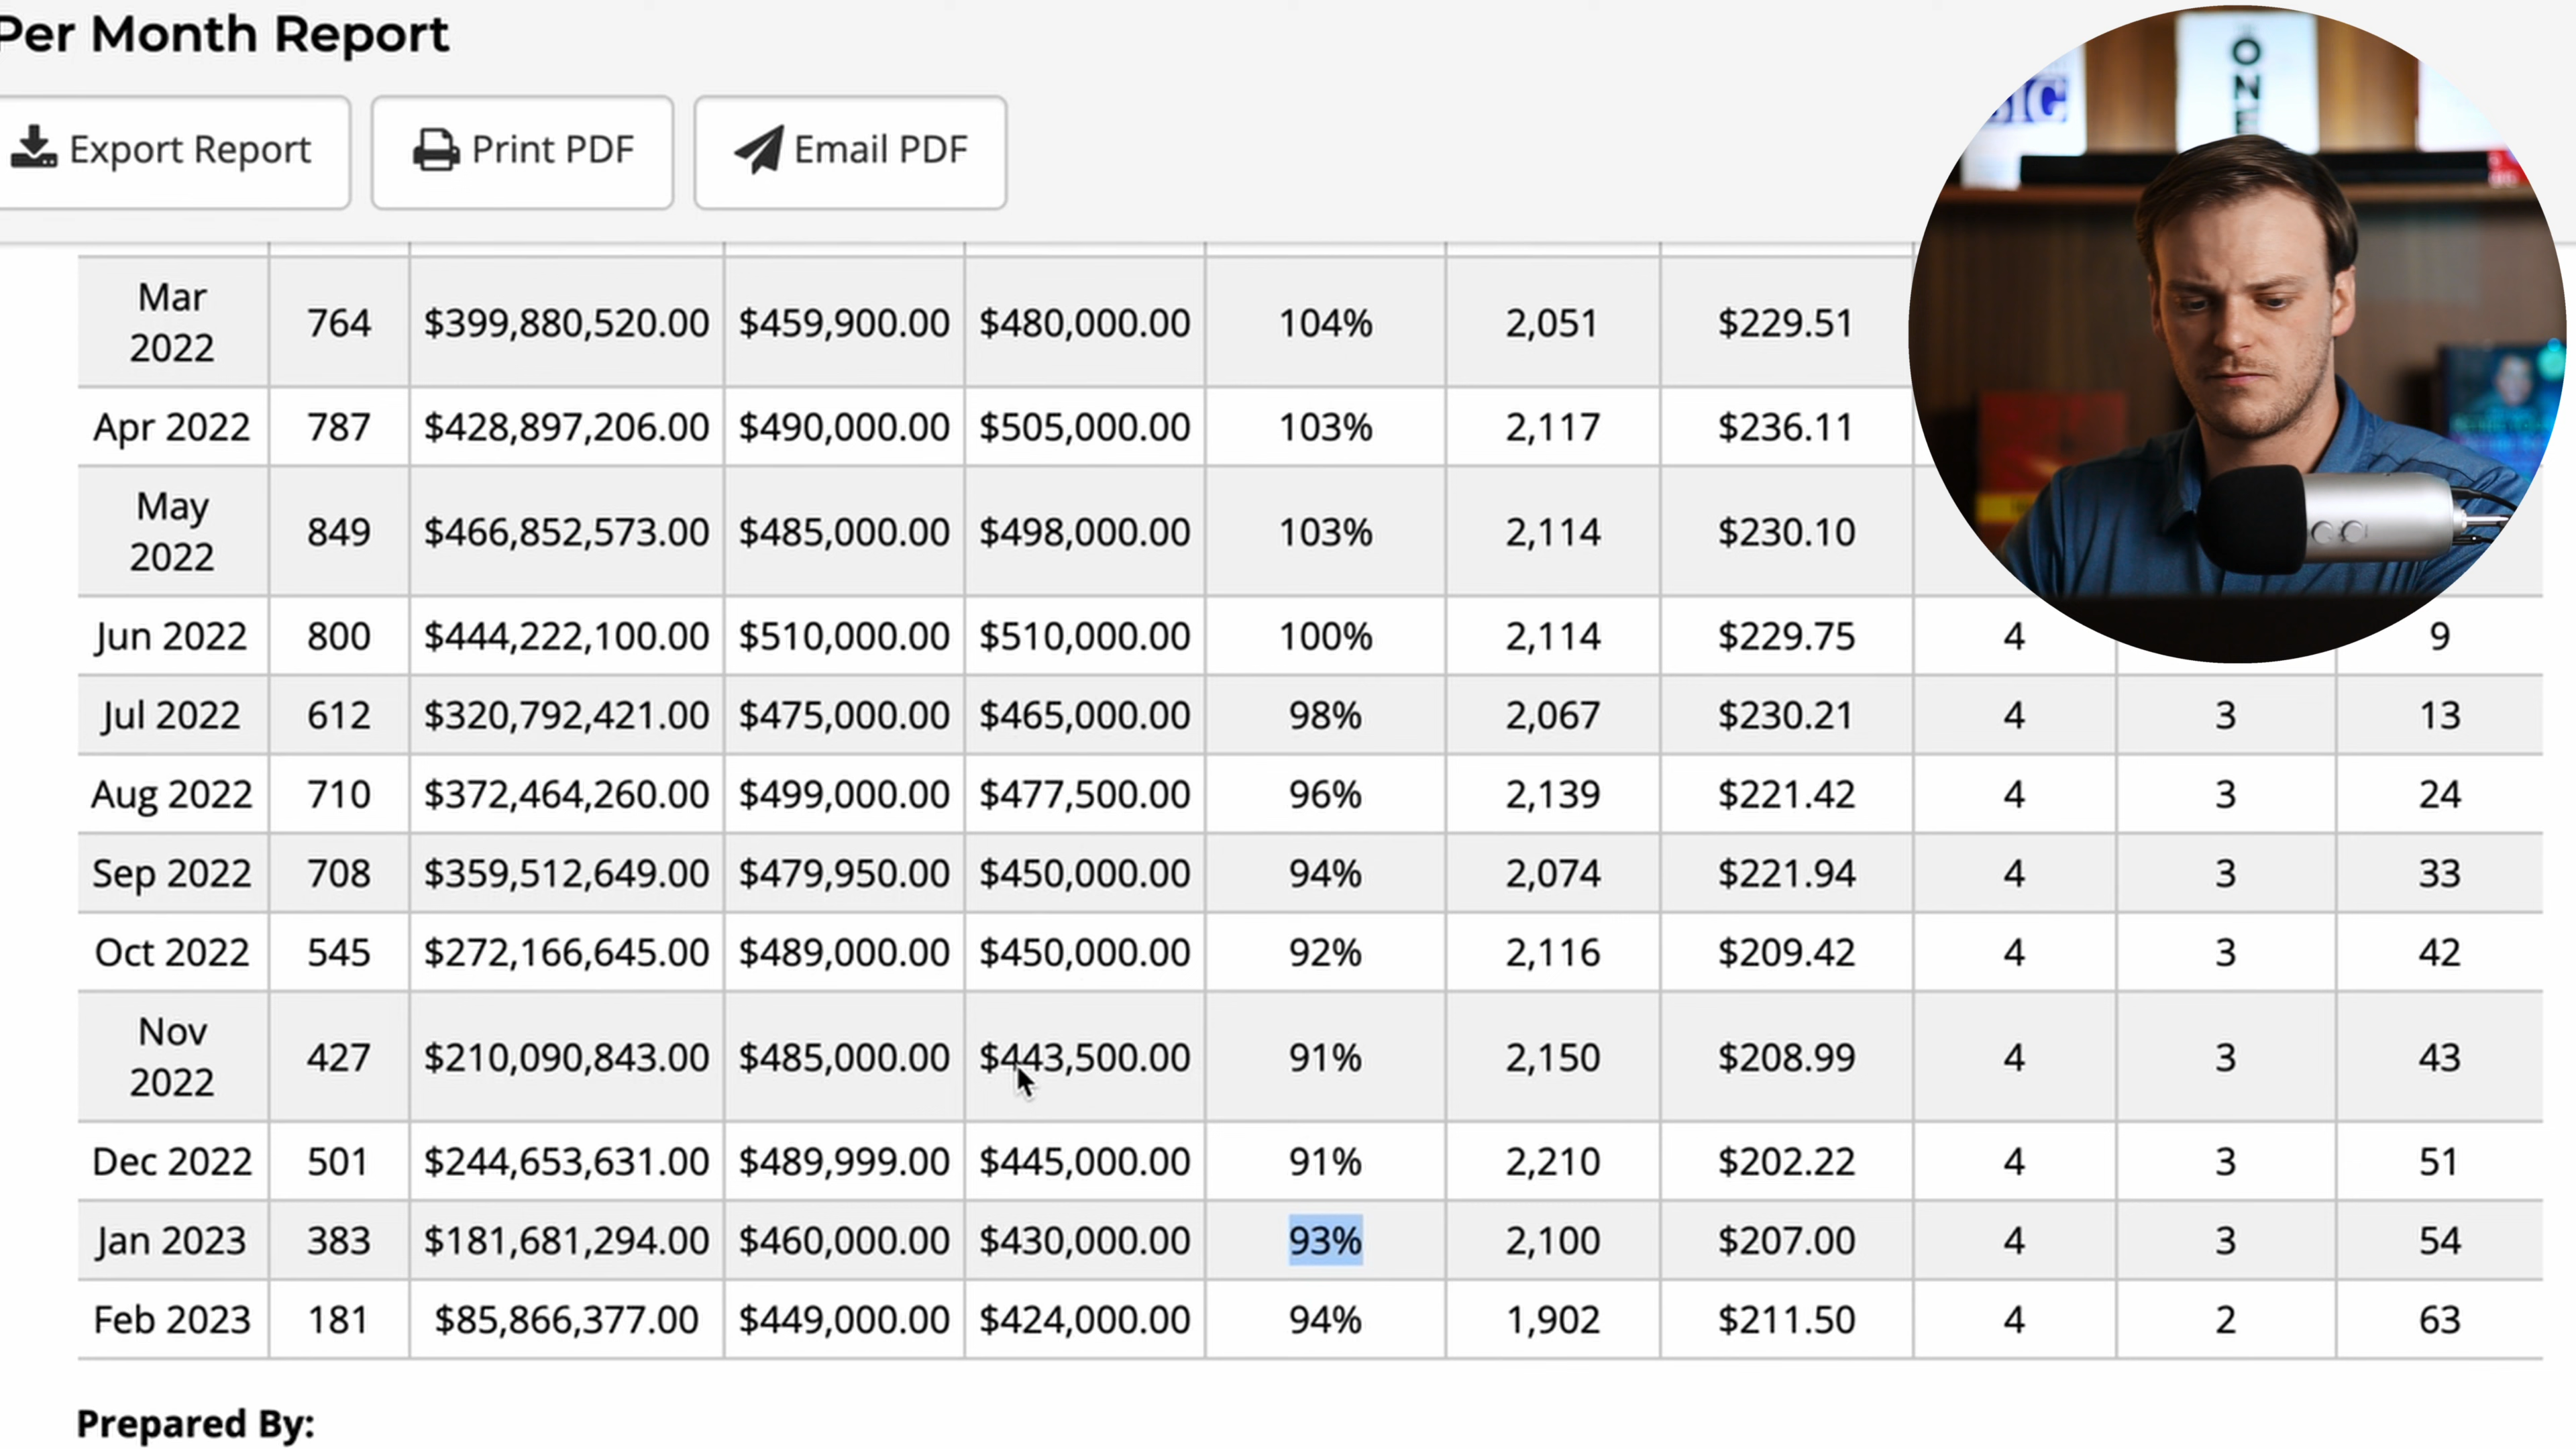 Per Month Report
Export Report
Print PDF
Email PDF
ONE
IC
Mar 2022 764 $399,880,520.00 $459,900.00 $480,000.00 104% 2,051 $229.51
Apr 2022 787 $428,897,206.00 $490,000.00 $505,000.00 103% 2,117 $236.11
May 2022 849 $466,852,573.00 $485,000.00 $498,000.00 103% 2,114 $230.10
Jun 2022 800 $444,222,100.00 $510,000.00 $510,000.00 100% 2,114 $229.75 4 9
Jul 2022 612 $320,792,421.00 $475,000.00 $465,000.00 98% 2,067 $230.21 4 3 13
Aug 2022 710 $372,464,260.00 $499,000.00 $477,500.00 96% 2,139 $221.42 4 3 24
Sep 2022 708 $359,512,649.00 $479,950.00 $450,000.00 94% 2,074 $221.94 4 3 33
Oct 2022 545 $272,166,645.00 $489,000.00 $450,000.00 92% 2,116 $209.42 4 3 42
Nov 2022 427 $210,090,843.00 $485,000.00 $443,500.00 91% 2,150 $208.99 4 3 43
Dec 2022 501 $244,653,631.00 $489,999.00 $445,000.00 91% 2,210 $202.22 4 3 51
Jan 2023 383 $181,681,294.00 $460,000.00 $430,000.00 93% 2,100 $207.00 4 3 54
Feb 2023 181 $85,866,377.00 $449,000.00 $424,000.00 94% 1,902 $211.50 4 2 63
Prepared By: